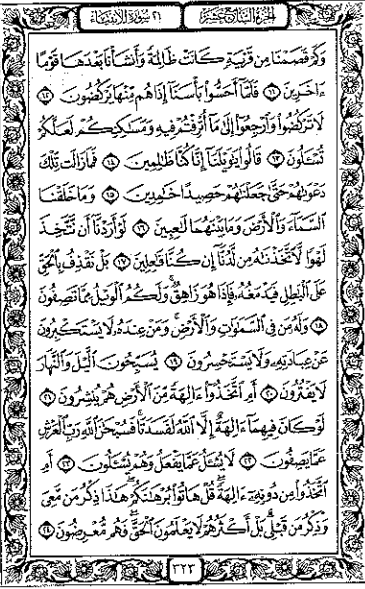 الجزء السابع عشر ٢١ سورة الأنبياء
وَكَمْ قَصَمْنَا مِن قَرْيَةٍ كَانَتْ ظَالِمَةً وَأَنشَأْنَا بَعْدَهَا قَوْمًا
ءَاخَرِينَ ﴿١١﴾ فَلَمَّآ أَحَسُّوا۟ بَأْسَنَآ إِذَا هُم مِّنْهَا يَرْكُضُونَ ﴿١٢﴾
لَا تَرْكُضُوا۟ وَٱرْجِعُوٓا۟ إِلَىٰ مَآ أُتْرِفْتُمْ فِيهِ وَمَسَٰكِنِكُمْ لَعَلَّكُمْ
تُسْـَٔلُونَ ﴿١٣﴾ قَالُوا۟ يَٰوَيْلَنَآ إِنَّا كُنَّا ظَٰلِمِينَ ﴿١٤﴾ فَمَا زَالَت تِّلْكَ
دَعْوَىٰهُمْ حَتَّىٰ جَعَلْنَٰهُمْ حَصِيدًا خَٰمِدِينَ ﴿١٥﴾ وَمَا خَلَقْنَا
ٱلسَّمَآءَ وَٱلْأَرْضَ وَمَا بَيْنَهُمَا لَٰعِبِينَ ﴿١٦﴾ لَوْ أَرَدْنَآ أَن نَّتَّخِذَ
لَهْوًا لَّٱتَّخَذْنَٰهُ مِن لَّدُنَّآ إِن كُنَّا فَٰعِلِينَ ﴿١٧﴾ بَلْ نَقْذِفُ بِٱلْحَقِّ
عَلَى ٱلْبَٰطِلِ فَيَدْمَغُهُۥ فَإِذَا هُوَ زَاهِقٌ ۚ وَلَكُمُ ٱلْوَيْلُ مِمَّا تَصِفُونَ
﴿١٨﴾ وَلَهُۥ مَن فِى ٱلسَّمَٰوَٰتِ وَٱلْأَرْضِ ۚ وَمَنْ عِندَهُۥ لَا يَسْتَكْبِرُونَ
عَنْ عِبَادَتِهِۦ وَلَا يَسْتَحْسِرُونَ ﴿١٩﴾ يُسَبِّحُونَ ٱلَّيْلَ وَٱلنَّهَارَ
لَا يَفْتُرُونَ ﴿٢٠﴾ أَمِ ٱتَّخَذُوٓا۟ ءَالِهَةً مِّنَ ٱلْأَرْضِ هُمْ يُنشِرُونَ ﴿٢١﴾
لَوْ كَانَ فِيهِمَآ ءَالِهَةٌ إِلَّا ٱللَّهُ لَفَسَدَتَا ۚ فَسُبْحَٰنَ ٱللَّهِ رَبِّ ٱلْعَرْشِ
عَمَّا يَصِفُونَ ﴿٢٢﴾ لَا يُسْـَٔلُ عَمَّا يَفْعَلُ وَهُمْ يُسْـَٔلُونَ ﴿٢٣﴾ أَمِ
ٱتَّخَذُوا۟ مِن دُونِهِۦٓ ءَالِهَةً ۖ قُلْ هَاتُوا۟ بُرْهَٰنَكُمْ ۖ هَٰذَا ذِكْرُ مَن مَّعِىَ
وَذِكْرُ مَن قَبْلِى ۗ بَلْ أَكْثَرُهُمْ لَا يَعْلَمُونَ ٱلْحَقَّ ۖ فَهُم مُّعْرِضُونَ ﴿٢٤﴾
٣٢٣